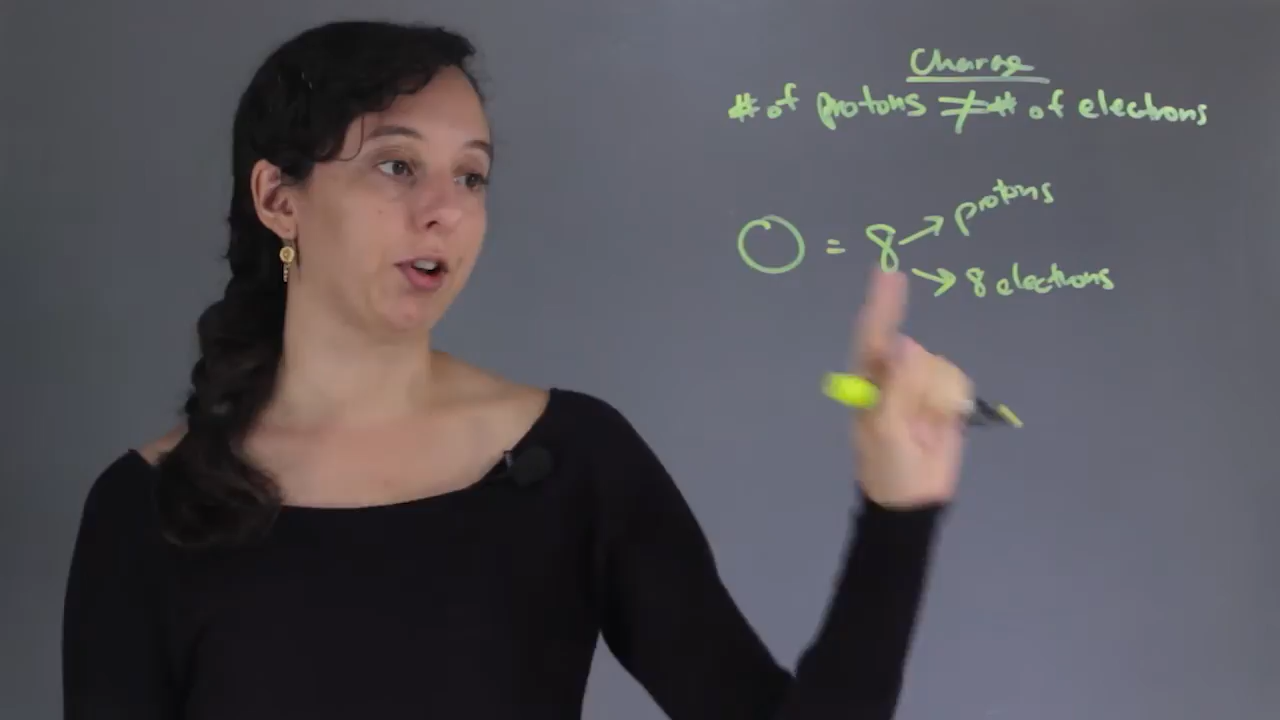 Charge
# of protons ≠ # of electrons
O = 8 → protons
→ 8 electrons